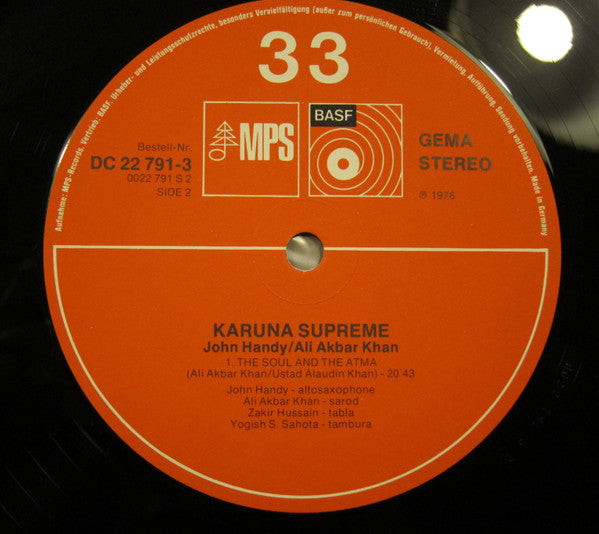 Aufnahme: MPS-Records, Vertrieb: BASF. Urheber- und Leistungsschutzrechte, besonders Vervielfältigung (außer zum persönlichen Gebrauch), Vermietung, Aufführung, Sendung vorbehalten. Made in Germany
33
MPS
BASF
Bestell-Nr.
DC 22 791-3
0022 791 S 2
SIDE 2
GEMA
STEREO
℗ 1976
KARUNA SUPREME
John Handy/Ali Akbar Khan
1. THE SOUL AND THE ATMA
(Ali Akbar Khan/Ustad Alaudin Khan) - 20'43
John Handy - altosaxophone
Ali Akbar Khan - sarod
Zakir Hussain - tabla
Yogish S. Sahota - tambura